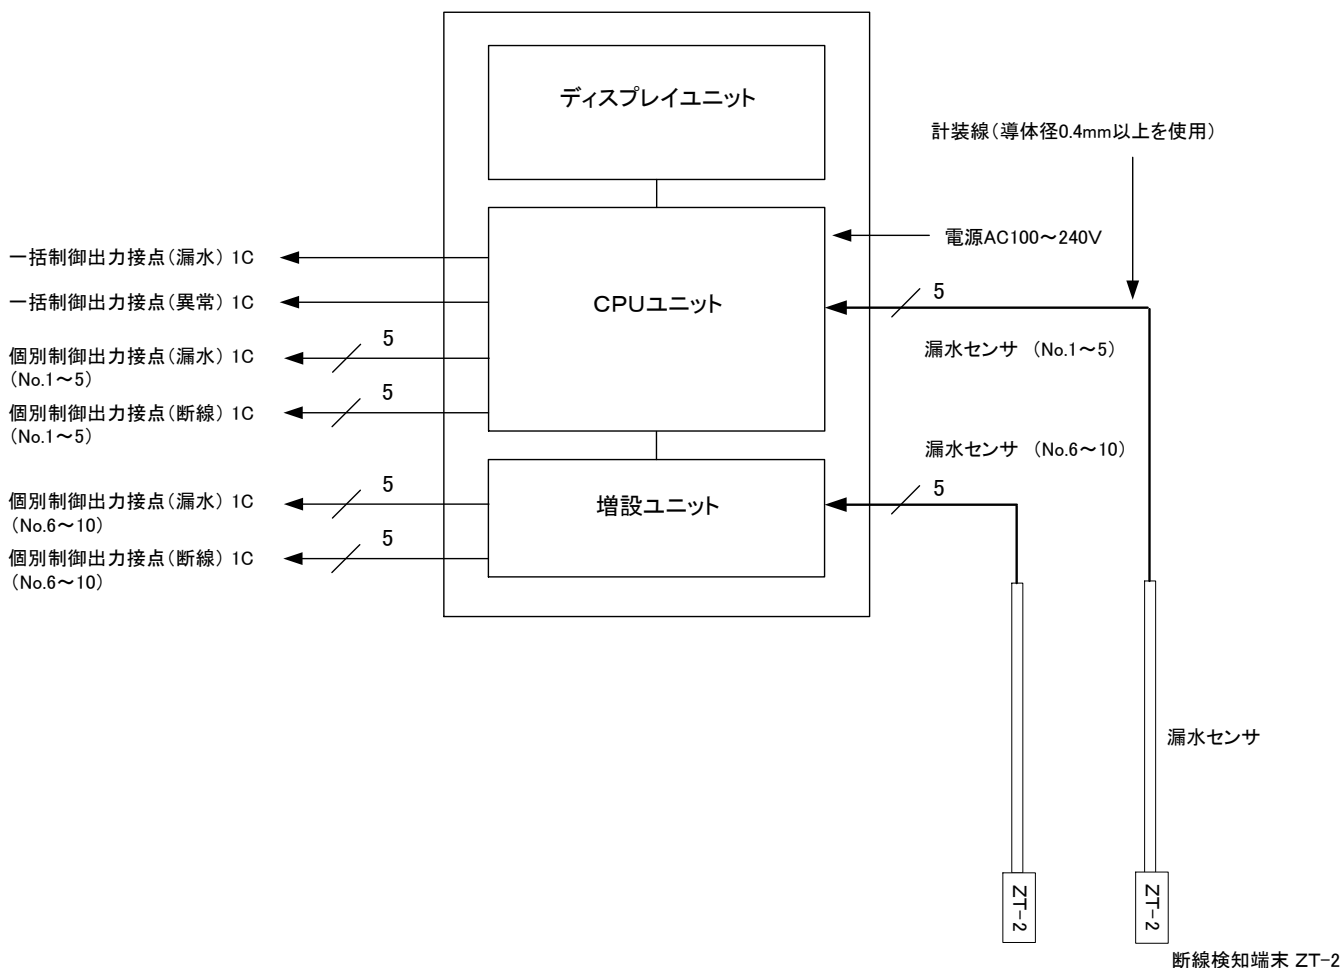 ディスプレイユニット
計装線(導体径0.4mm以上を使用)
電源AC100～240V
一括制御出力接点(漏水) 1C
一括制御出力接点(異常) 1C
CPUユニット
5
漏水センサ (No.1～5)
5
個別制御出力接点(漏水) 1C
(No.1～5)
5
個別制御出力接点(断線) 1C
(No.1～5)
漏水センサ (No.6～10)
5
5
個別制御出力接点(漏水) 1C
(No.6～10)
増設ユニット
5
個別制御出力接点(断線) 1C
(No.6～10)
漏水センサ
ZT-2
ZT-2
断線検知端末 ZT-2